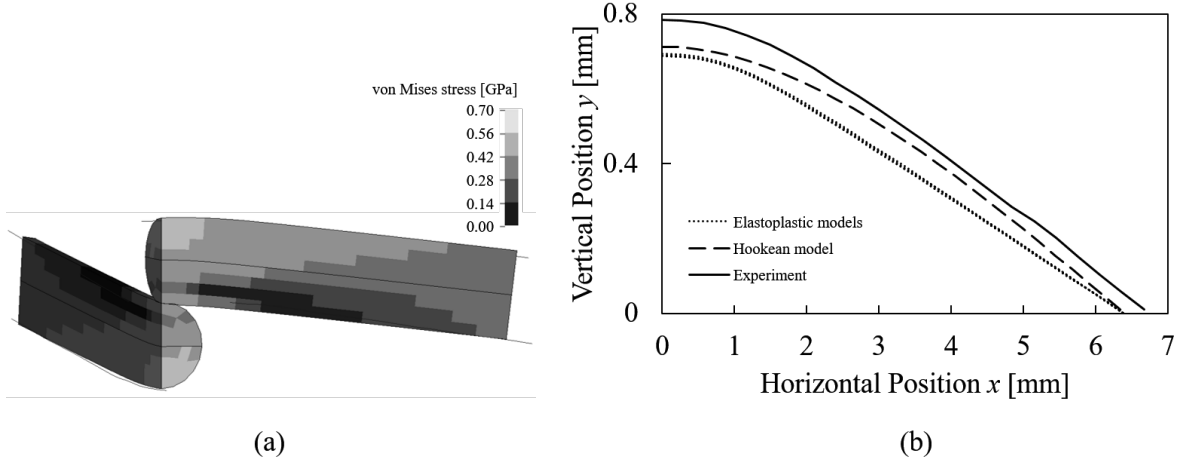 von Mises stress [GPa]
0.70
0.56
0.42
0.28
0.14
0.00
(a)
0.8
0.4
0
Vertical Position y [mm]
Elastoplastic models
Hookean model
Experiment
0 1 2 3 4 5 6 7
Horizontal Position x [mm]
(b)